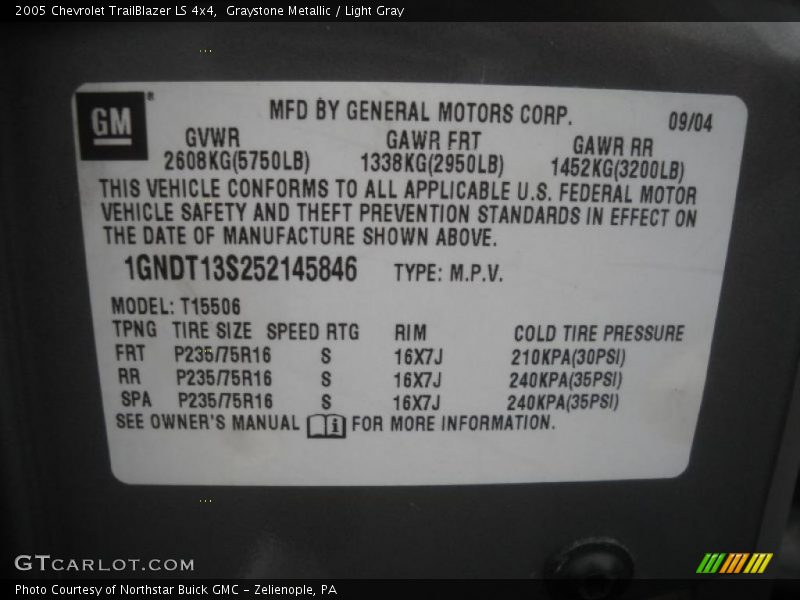 2005 Chevrolet TrailBlazer LS 4x4,  Graystone Metallic / Light Gray
GM
MFD BY GENERAL MOTORS CORP.
09/04
GVWR GAWR FRT GAWR RR
2608KG(5750LB) 1338KG(2950LB) 1452KG(3200LB)
THIS VEHICLE CONFORMS TO ALL APPLICABLE U.S. FEDERAL MOTOR
VEHICLE SAFETY AND THEFT PREVENTION STANDARDS IN EFFECT ON
THE DATE OF MANUFACTURE SHOWN ABOVE.
1GNDT13S252145846 TYPE: M.P.V.
MODEL: T15506
TPNG TIRE SIZE SPEED RTG RIM COLD TIRE PRESSURE
FRT P235/75R16 S 16X7J 210KPA(30PSI)
RR P235/75R16 S 16X7J 240KPA(35PSI)
SPA P235/75R16 S 16X7J 240KPA(35PSI)
SEE OWNER'S MANUAL i FOR MORE INFORMATION.
GTCARLOT.COM
Photo Courtesy of Northstar Buick GMC - Zelienople, PA